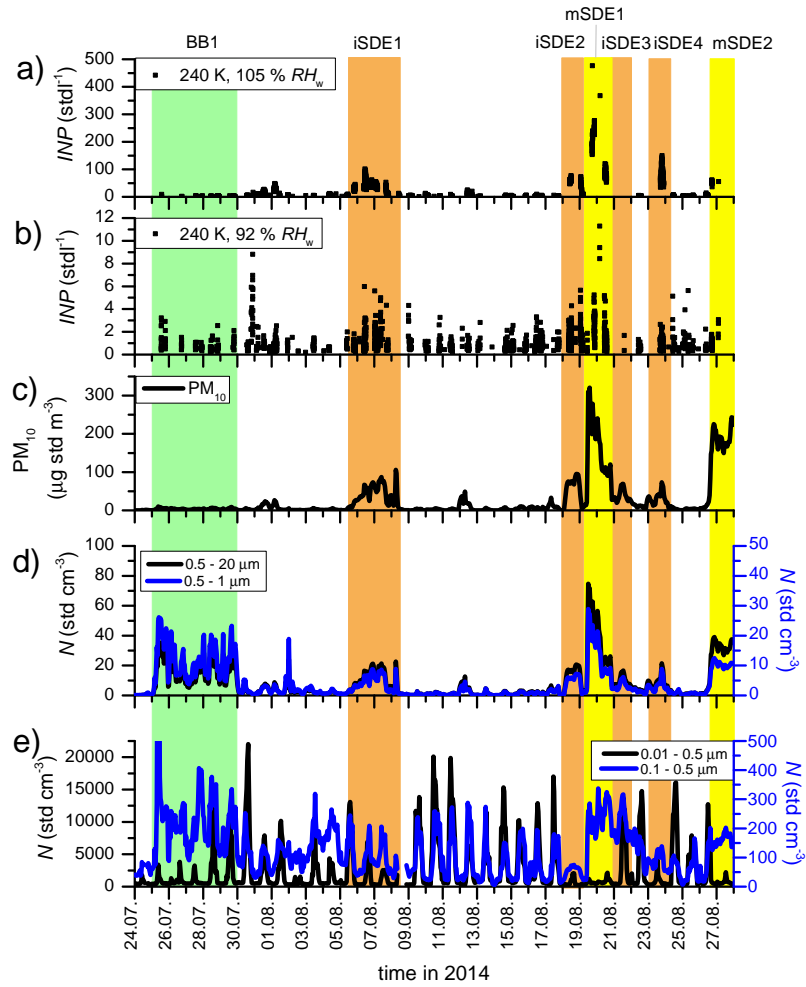 mSDE1
BB1 iSDE1 iSDE2 iSDE3 iSDE4 mSDE2
a)
240 K, 105 % RHw
INP (stdl-1)
500
400
300
200
100
0
b)
240 K, 92 % RHw
INP (stdl-1)
12
10
8
6
4
2
0
c)
PM10
PM10
(µg std m-3)
300
200
100
0
d)
0.5 - 20 µm
0.5 - 1 µm
N (std cm-3)
100
80
60
40
20
0
50
40
30
20
10
0
N (std cm-3)
e)
0.01 - 0.5 µm
0.1 - 0.5 µm
N (std cm-3)
20000
15000
10000
5000
0
500
400
300
200
100
0
N (std cm-3)
24.07. 26.07. 28.07. 30.07. 01.08. 03.08. 05.08. 07.08. 09.08. 11.08. 13.08. 15.08. 17.08. 19.08. 21.08. 23.08. 25.08. 27.08.
time in 2014